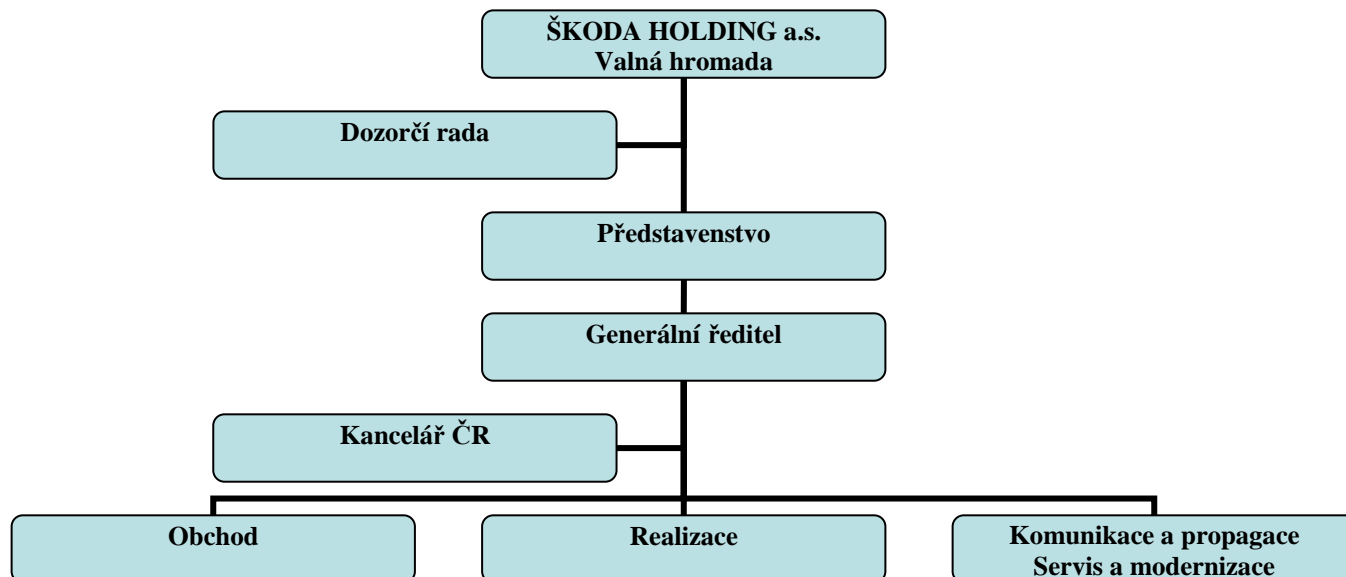 ŠKODA HOLDING a.s.
Valná hromada
Dozorčí rada
Představenstvo
Generální ředitel
Kancelář ČR
Obchod
Realizace
Komunikace a propagace
Servis a modernizace